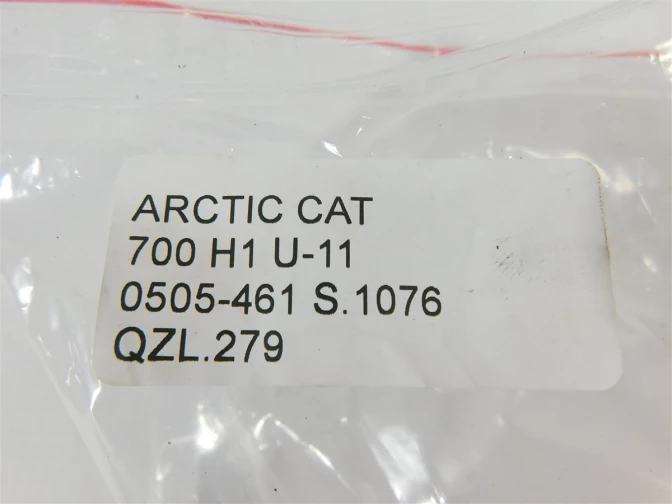 ARCTIC CAT
700 H1 U-11
0505-461 S.1076
QZL.279